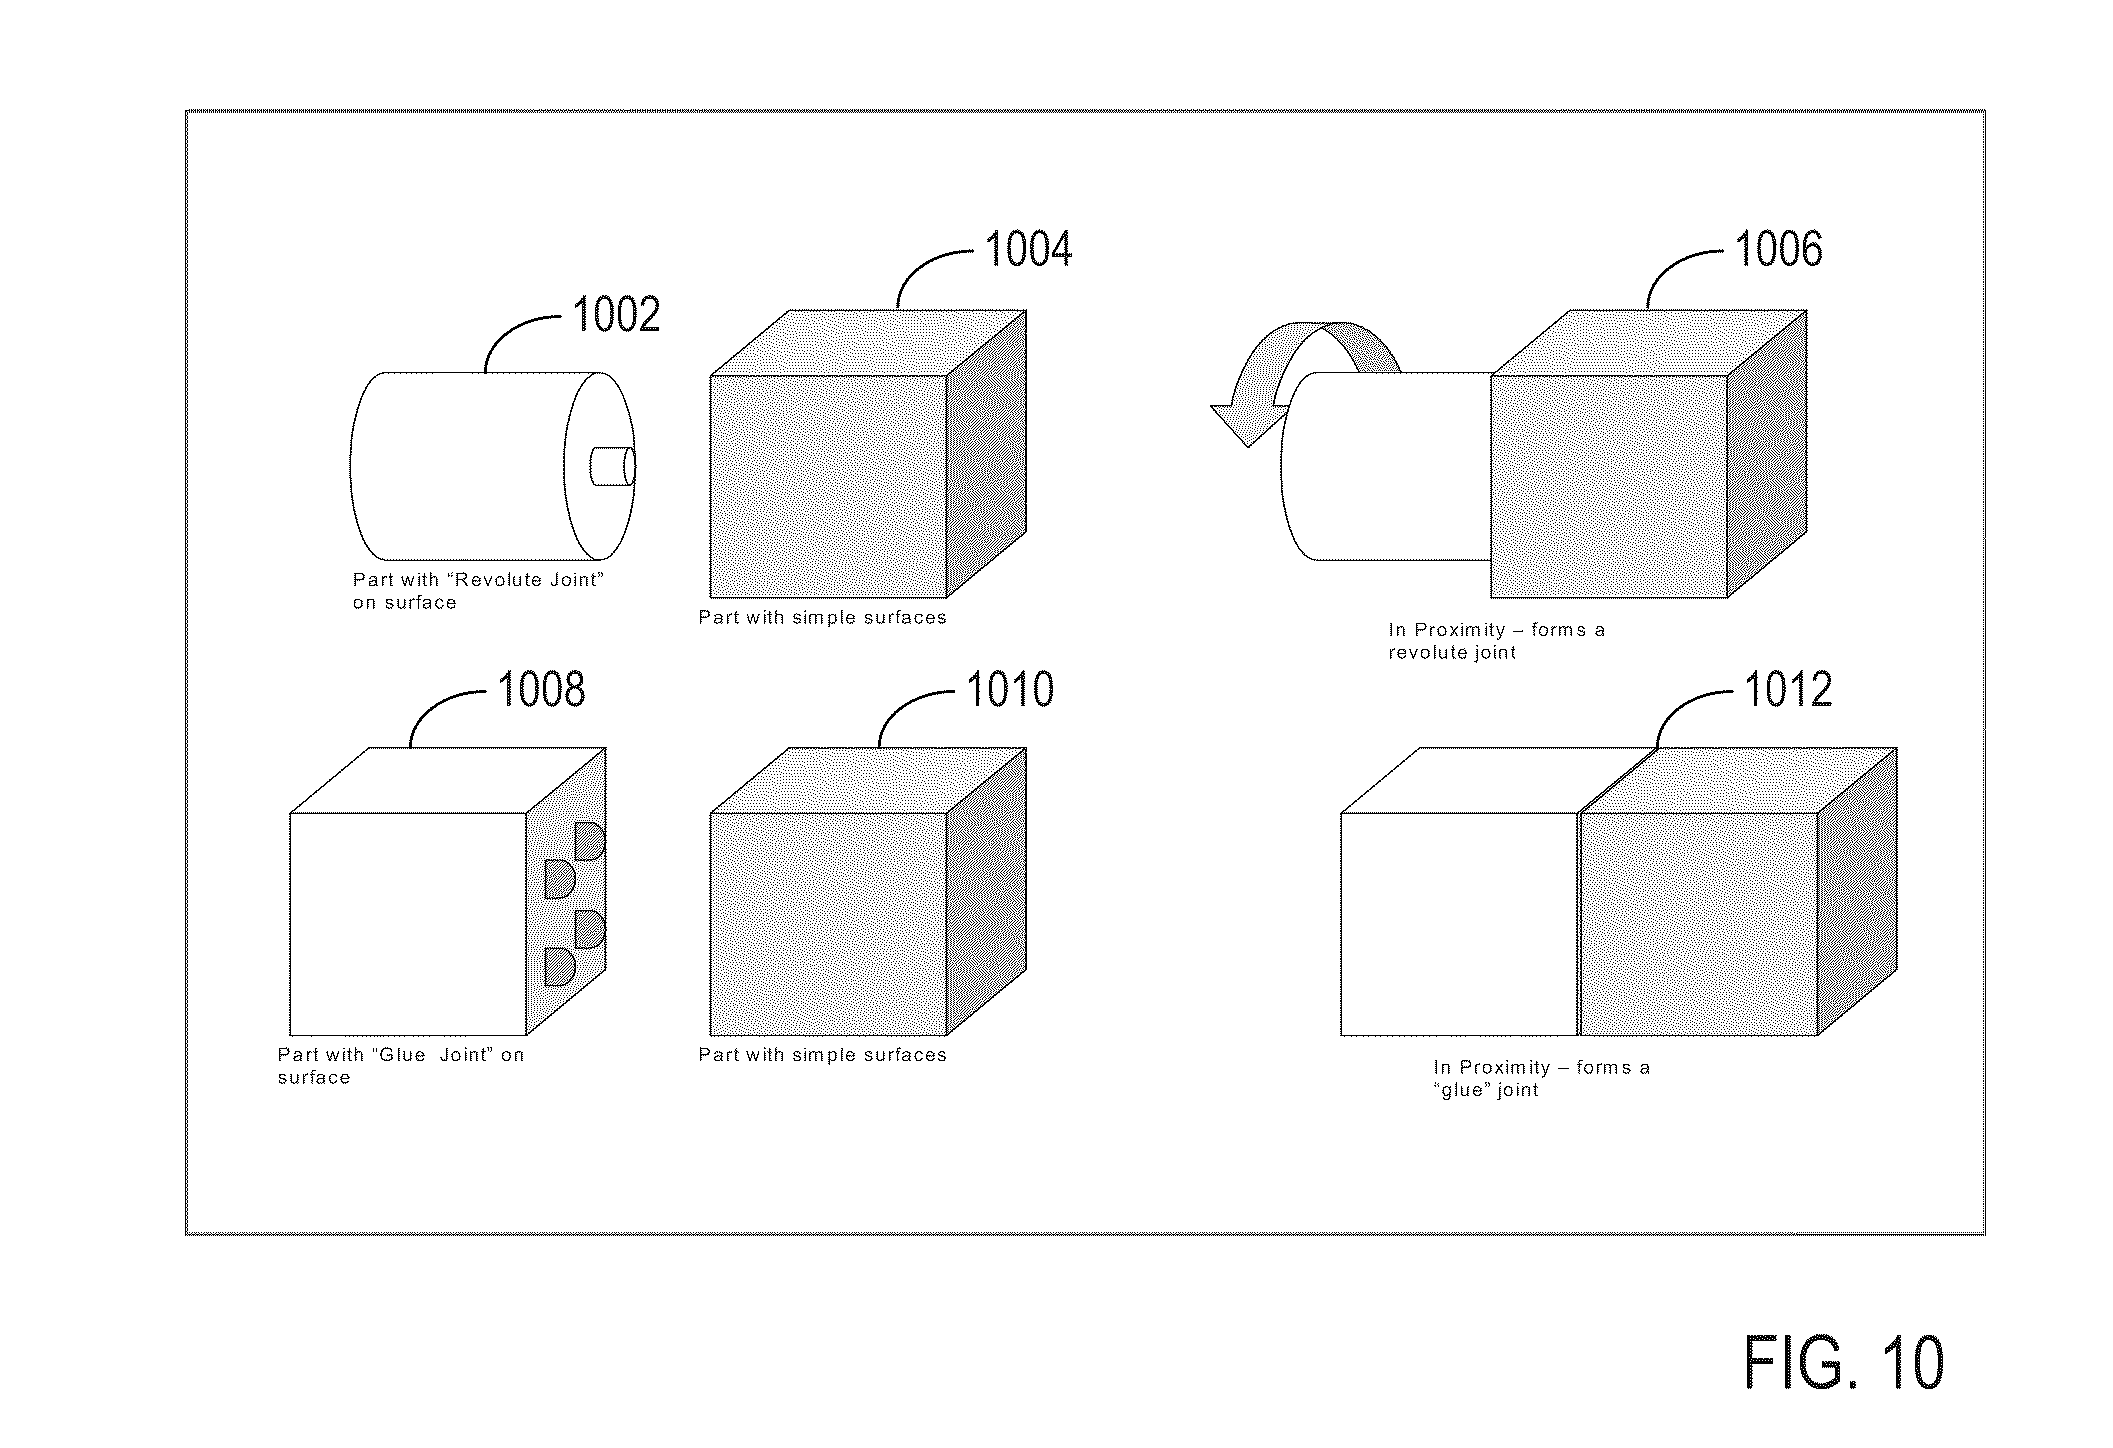 1004
1006
1002
Part with “Revolute Joint”
on surface
Part with simple surfaces
In Proximity – forms a
revolute joint
1008
1010
1012
Part with “Glue Joint” on
surface
Part with simple surfaces
In Proximity – forms a
“glue” joint
FIG. 10